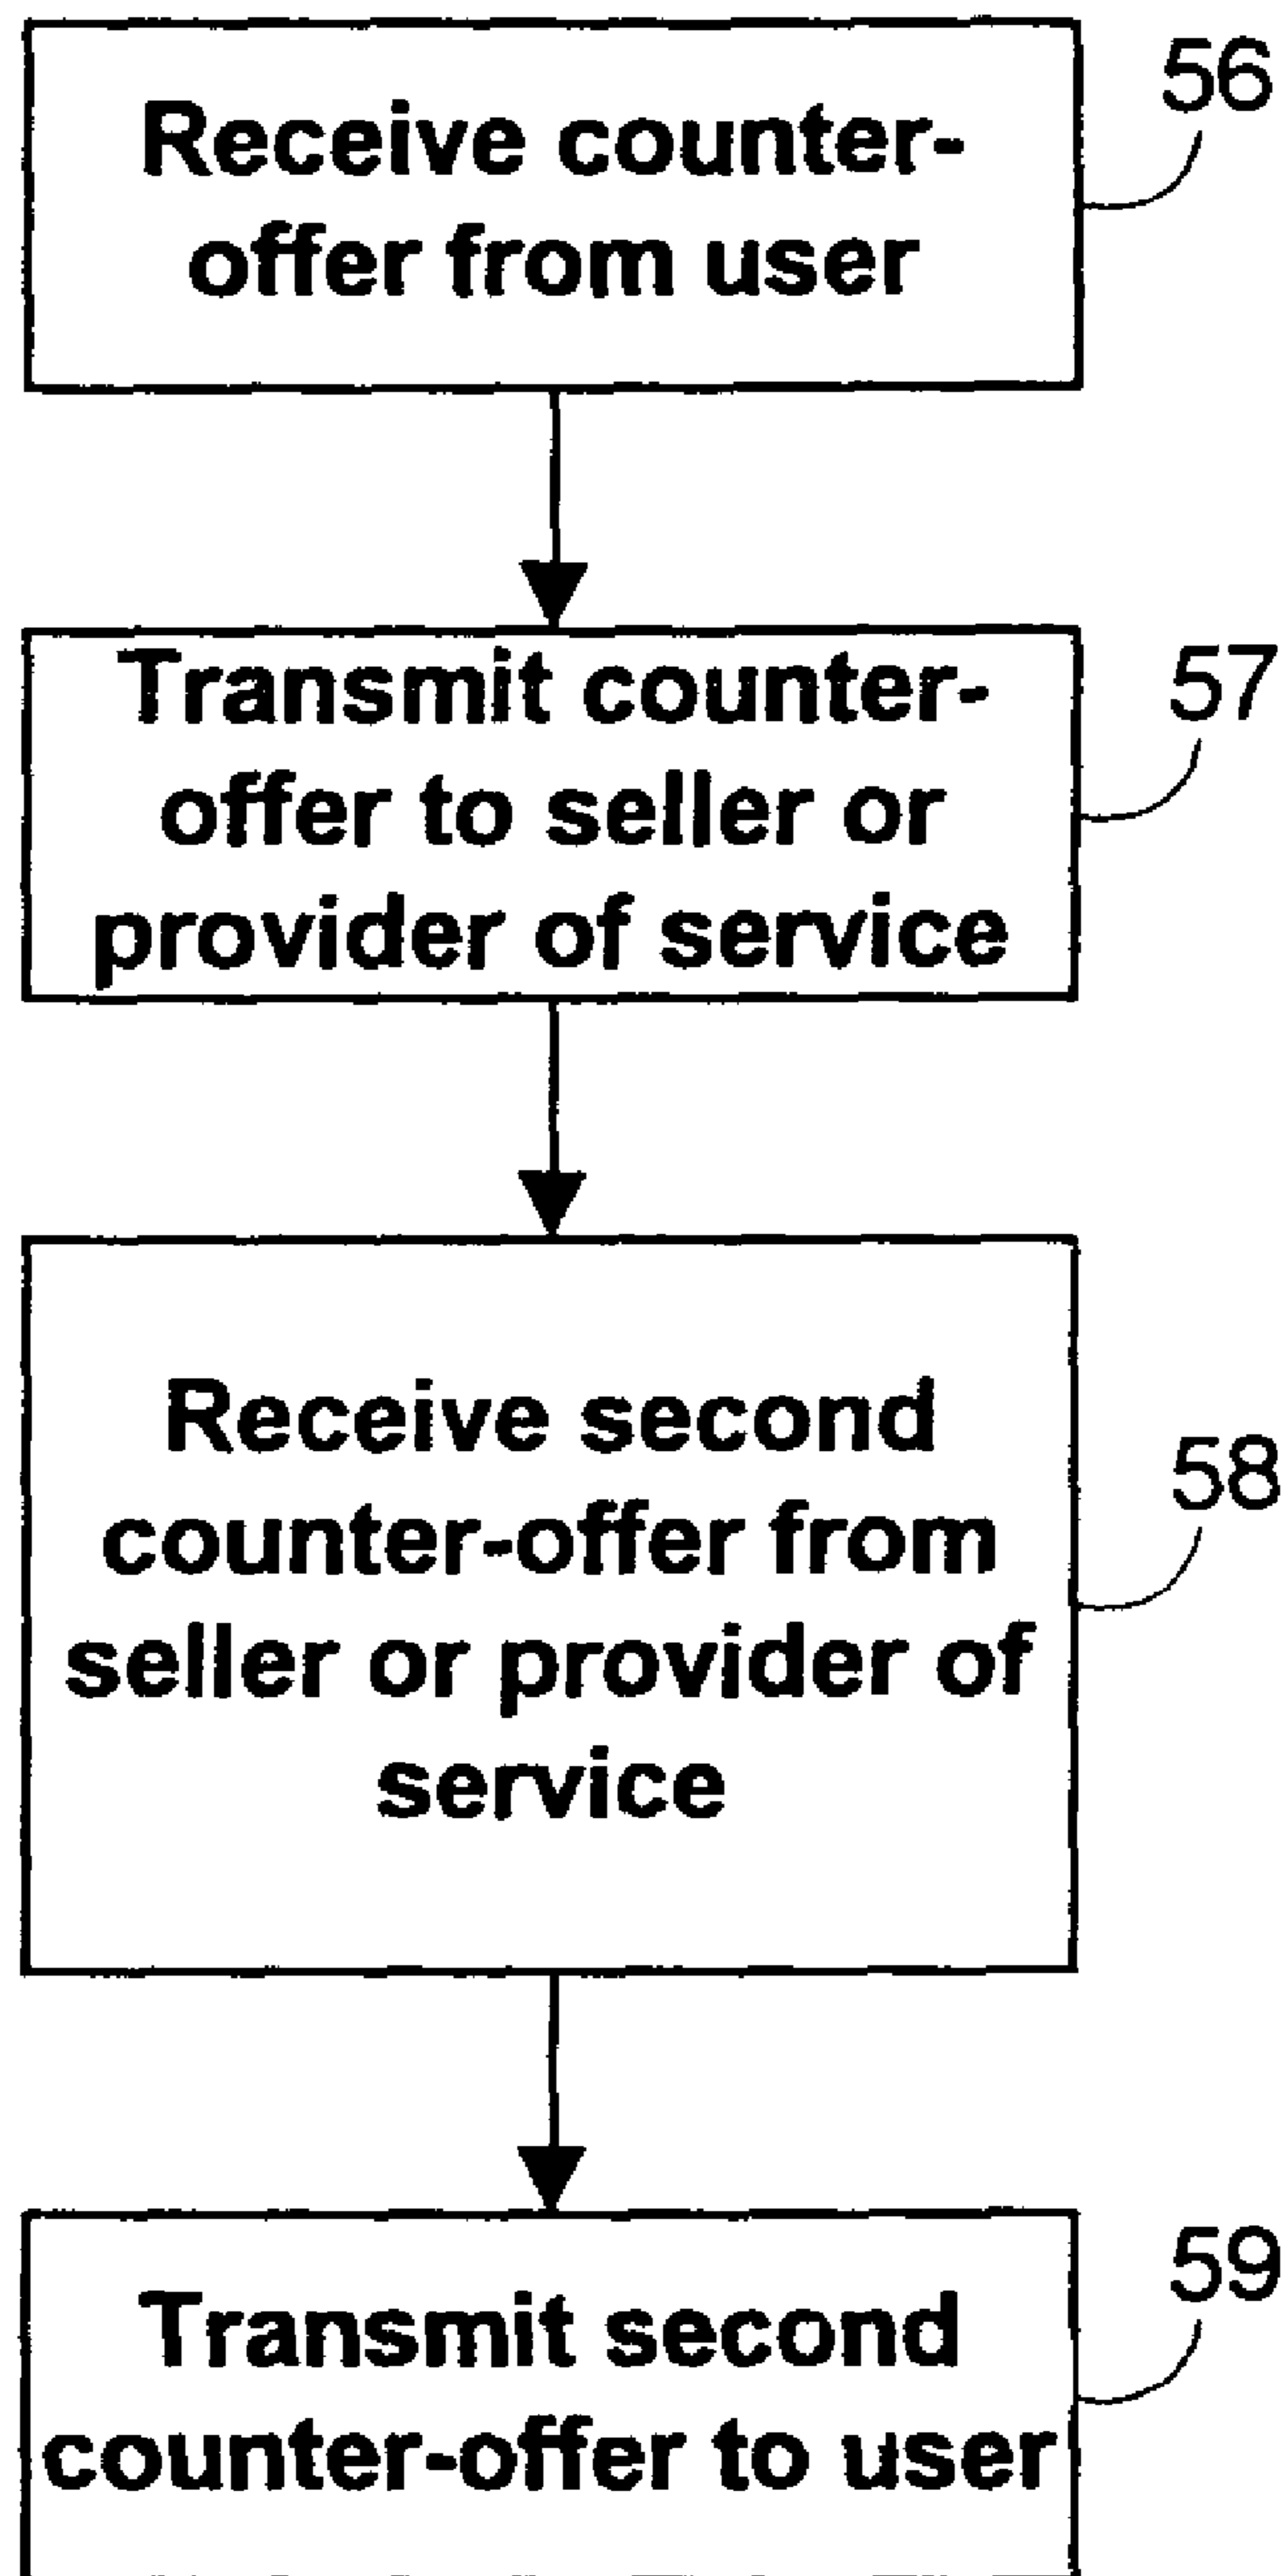 Receive counter-
offer from user
56
Transmit counter-
offer to seller or
provider of service
57
Receive second
counter-offer from
seller or provider of
service
58
Transmit second
counter-offer to user
59